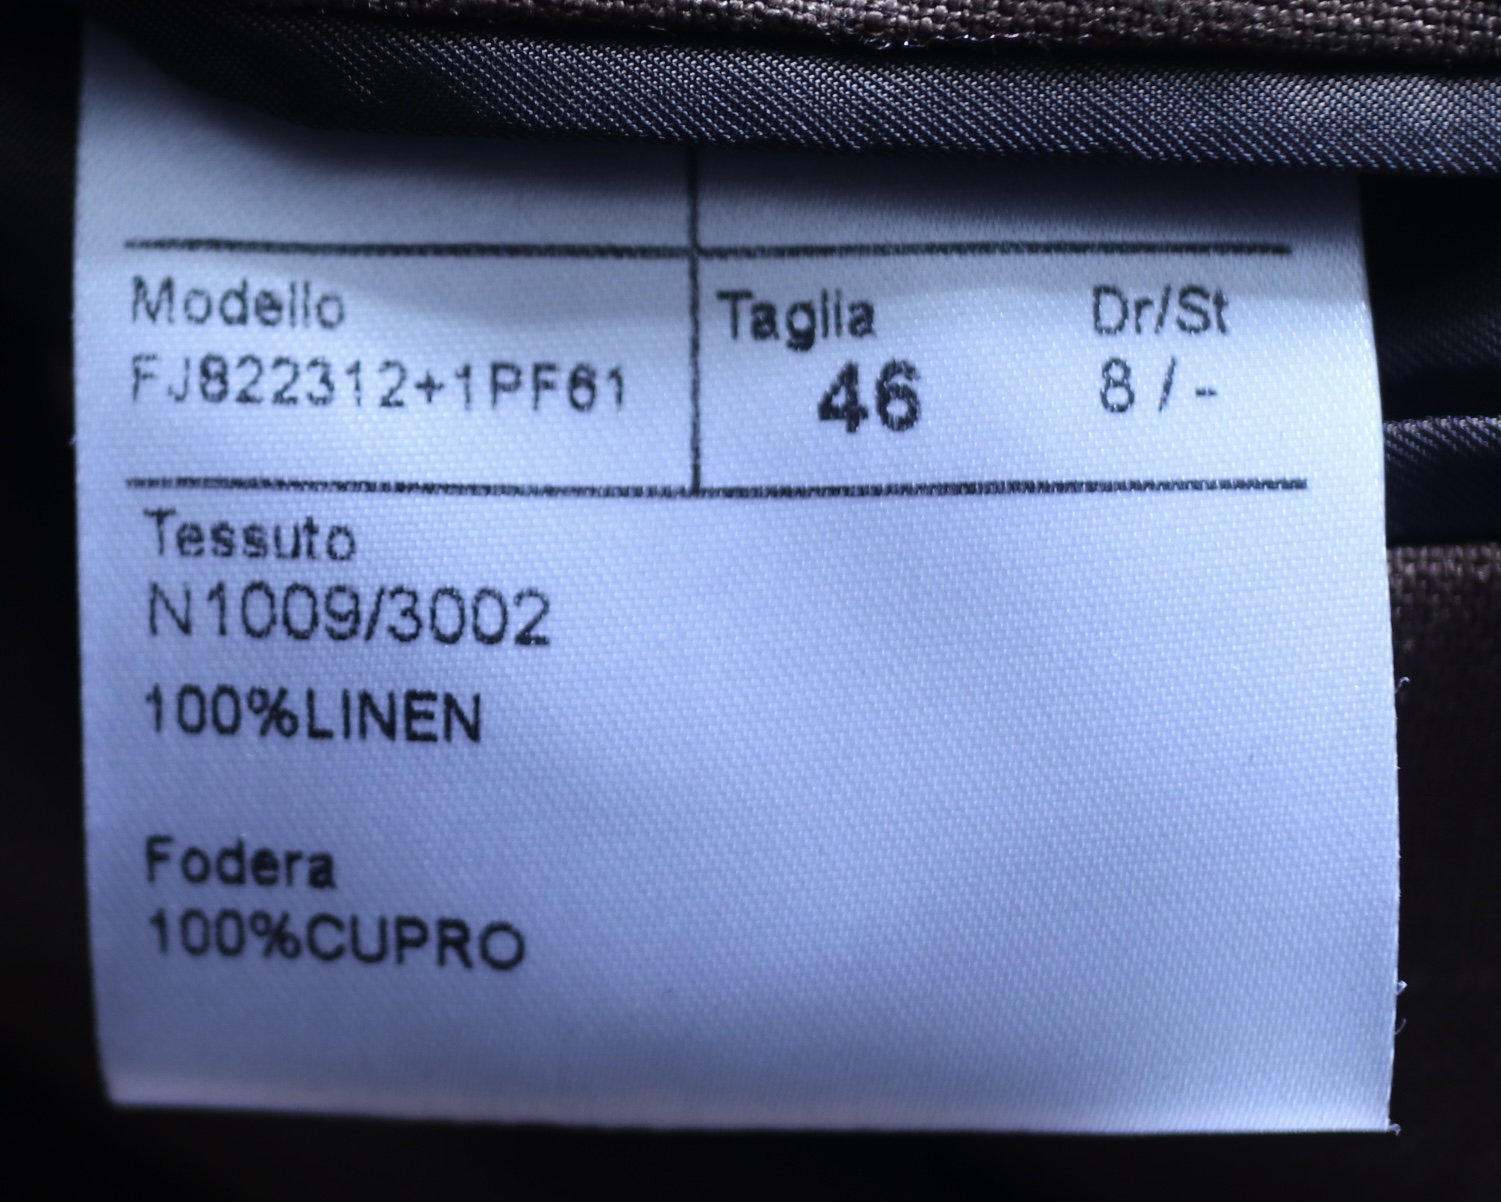 Modello
FJ822312+1PF61
Taglia Dr/St
46 8 / -
Tessuto
N1009/3002
100%LINEN
Fodera
100%CUPRO